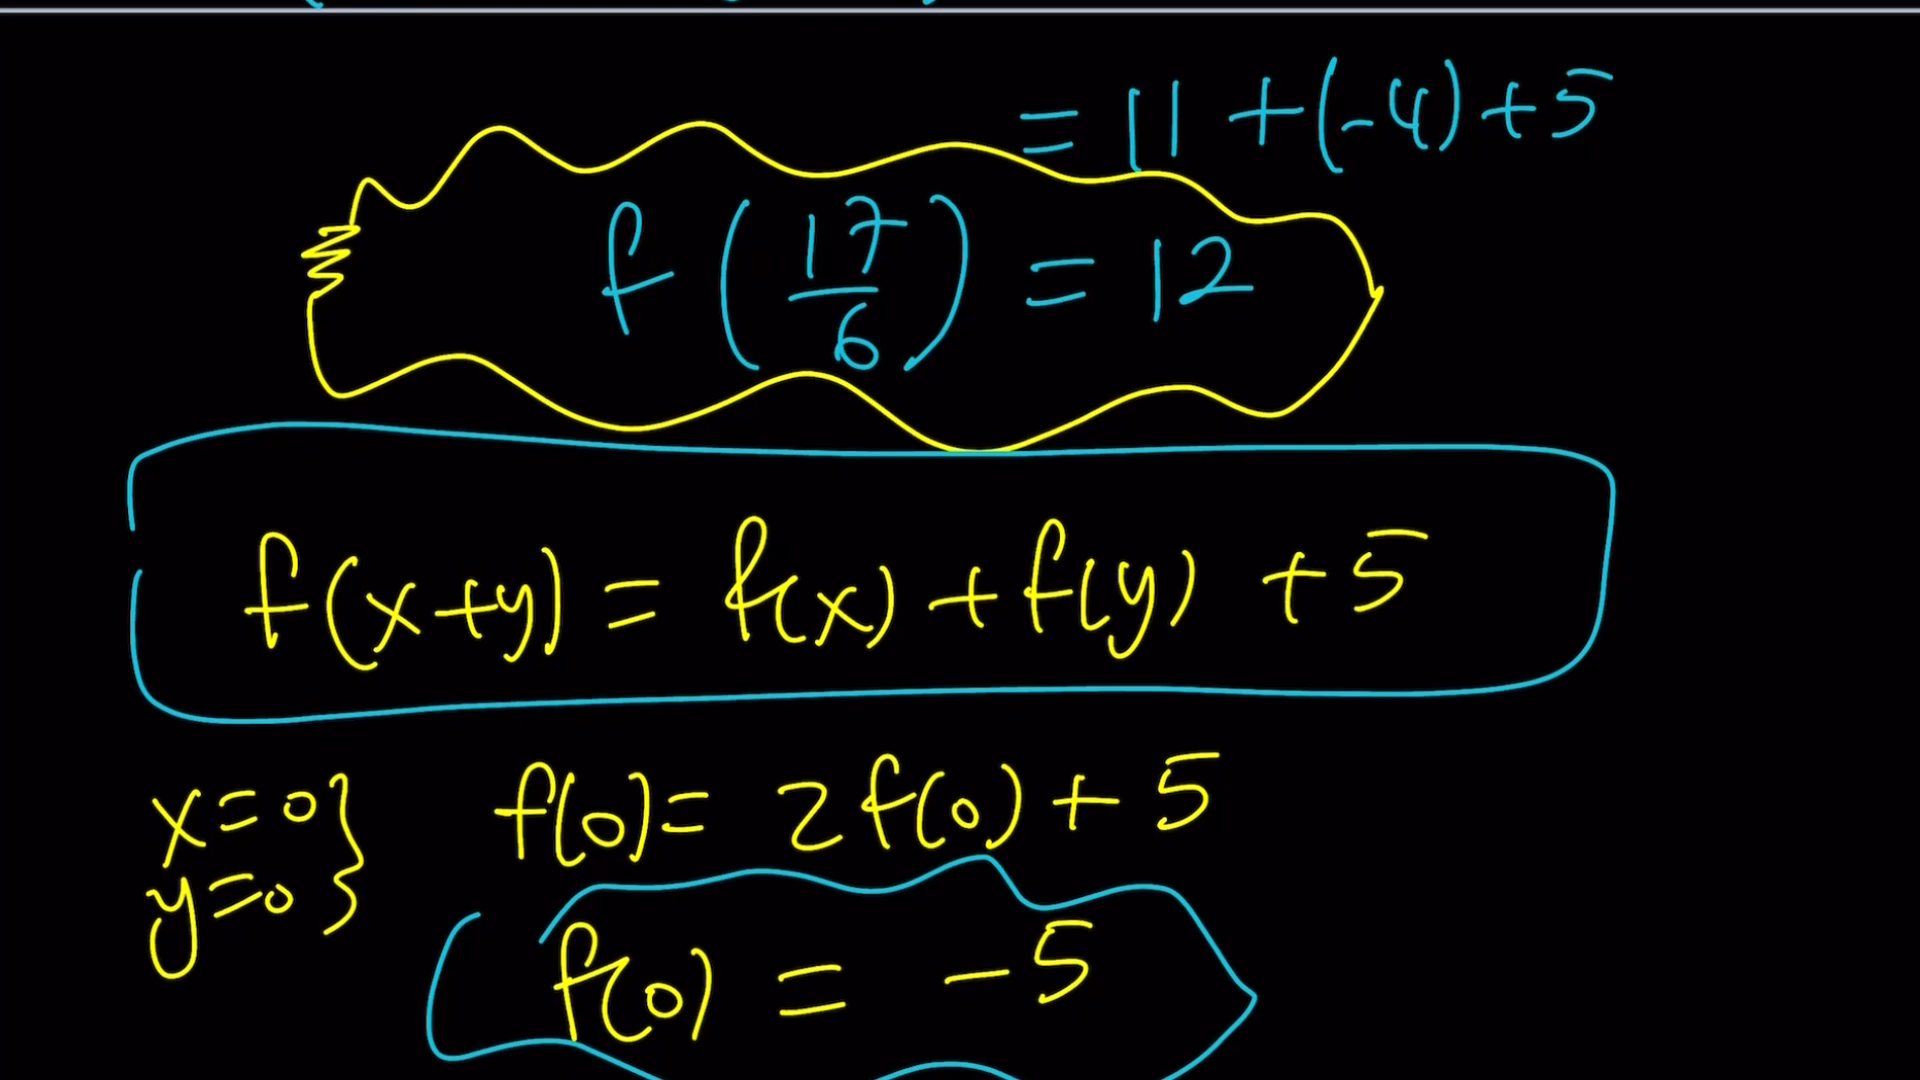 = 11 + (-4) + 5
f(17/6) = 12
f(x+y) = f(x) + f(y) + 5
x=0} f(0) = 2f(0) + 5
y=0}
f(0) = -5